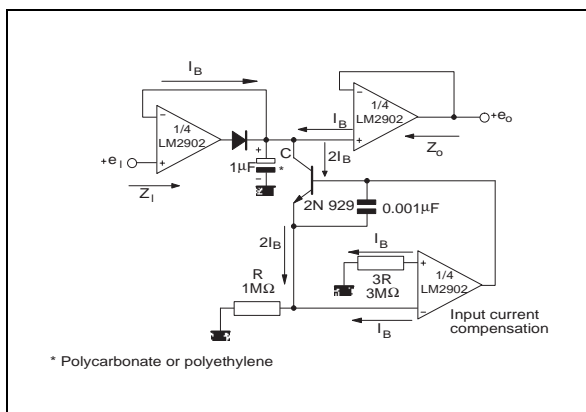 I_B
1/4
LM2902
+e_I
Z_I
1μF
+
−
*
C
I_B
2I_B
1/4
LM2902
+e_o
Z_o
2N 929
0.001μF
2I_B
R
1MΩ
I_B
3R
3MΩ
1/4
LM2902
I_B
Input current
compensation
* Polycarbonate or polyethylene